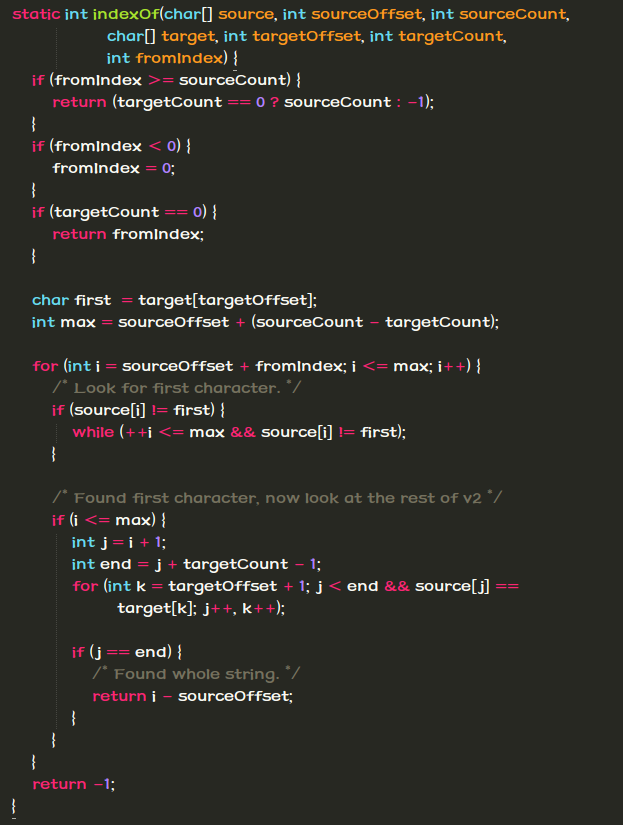 static int indexOf(char[] source, int sourceOffset, int sourceCount,
char[] target, int targetOffset, int targetCount,
int fromIndex) {
if (fromIndex >= sourceCount) {
return (targetCount == 0 ? sourceCount : -1);
}
if (fromIndex < 0) {
fromIndex = 0;
}
if (targetCount == 0) {
return fromIndex;
}
char first  = target[targetOffset];
int max = sourceOffset + (sourceCount - targetCount);
for (int i = sourceOffset + fromIndex; i <= max; i++) {
/* Look for first character. */
if (source[i] != first) {
while (++i <= max && source[i] != first);
}
/* Found first character, now look at the rest of v2 */
if (i <= max) {
int j = i + 1;
int end = j + targetCount - 1;
for (int k = targetOffset + 1; j < end && source[j] ==
target[k]; j++, k++);
if (j == end) {
/* Found whole string. */
return i - sourceOffset;
}
}
}
return -1;
}